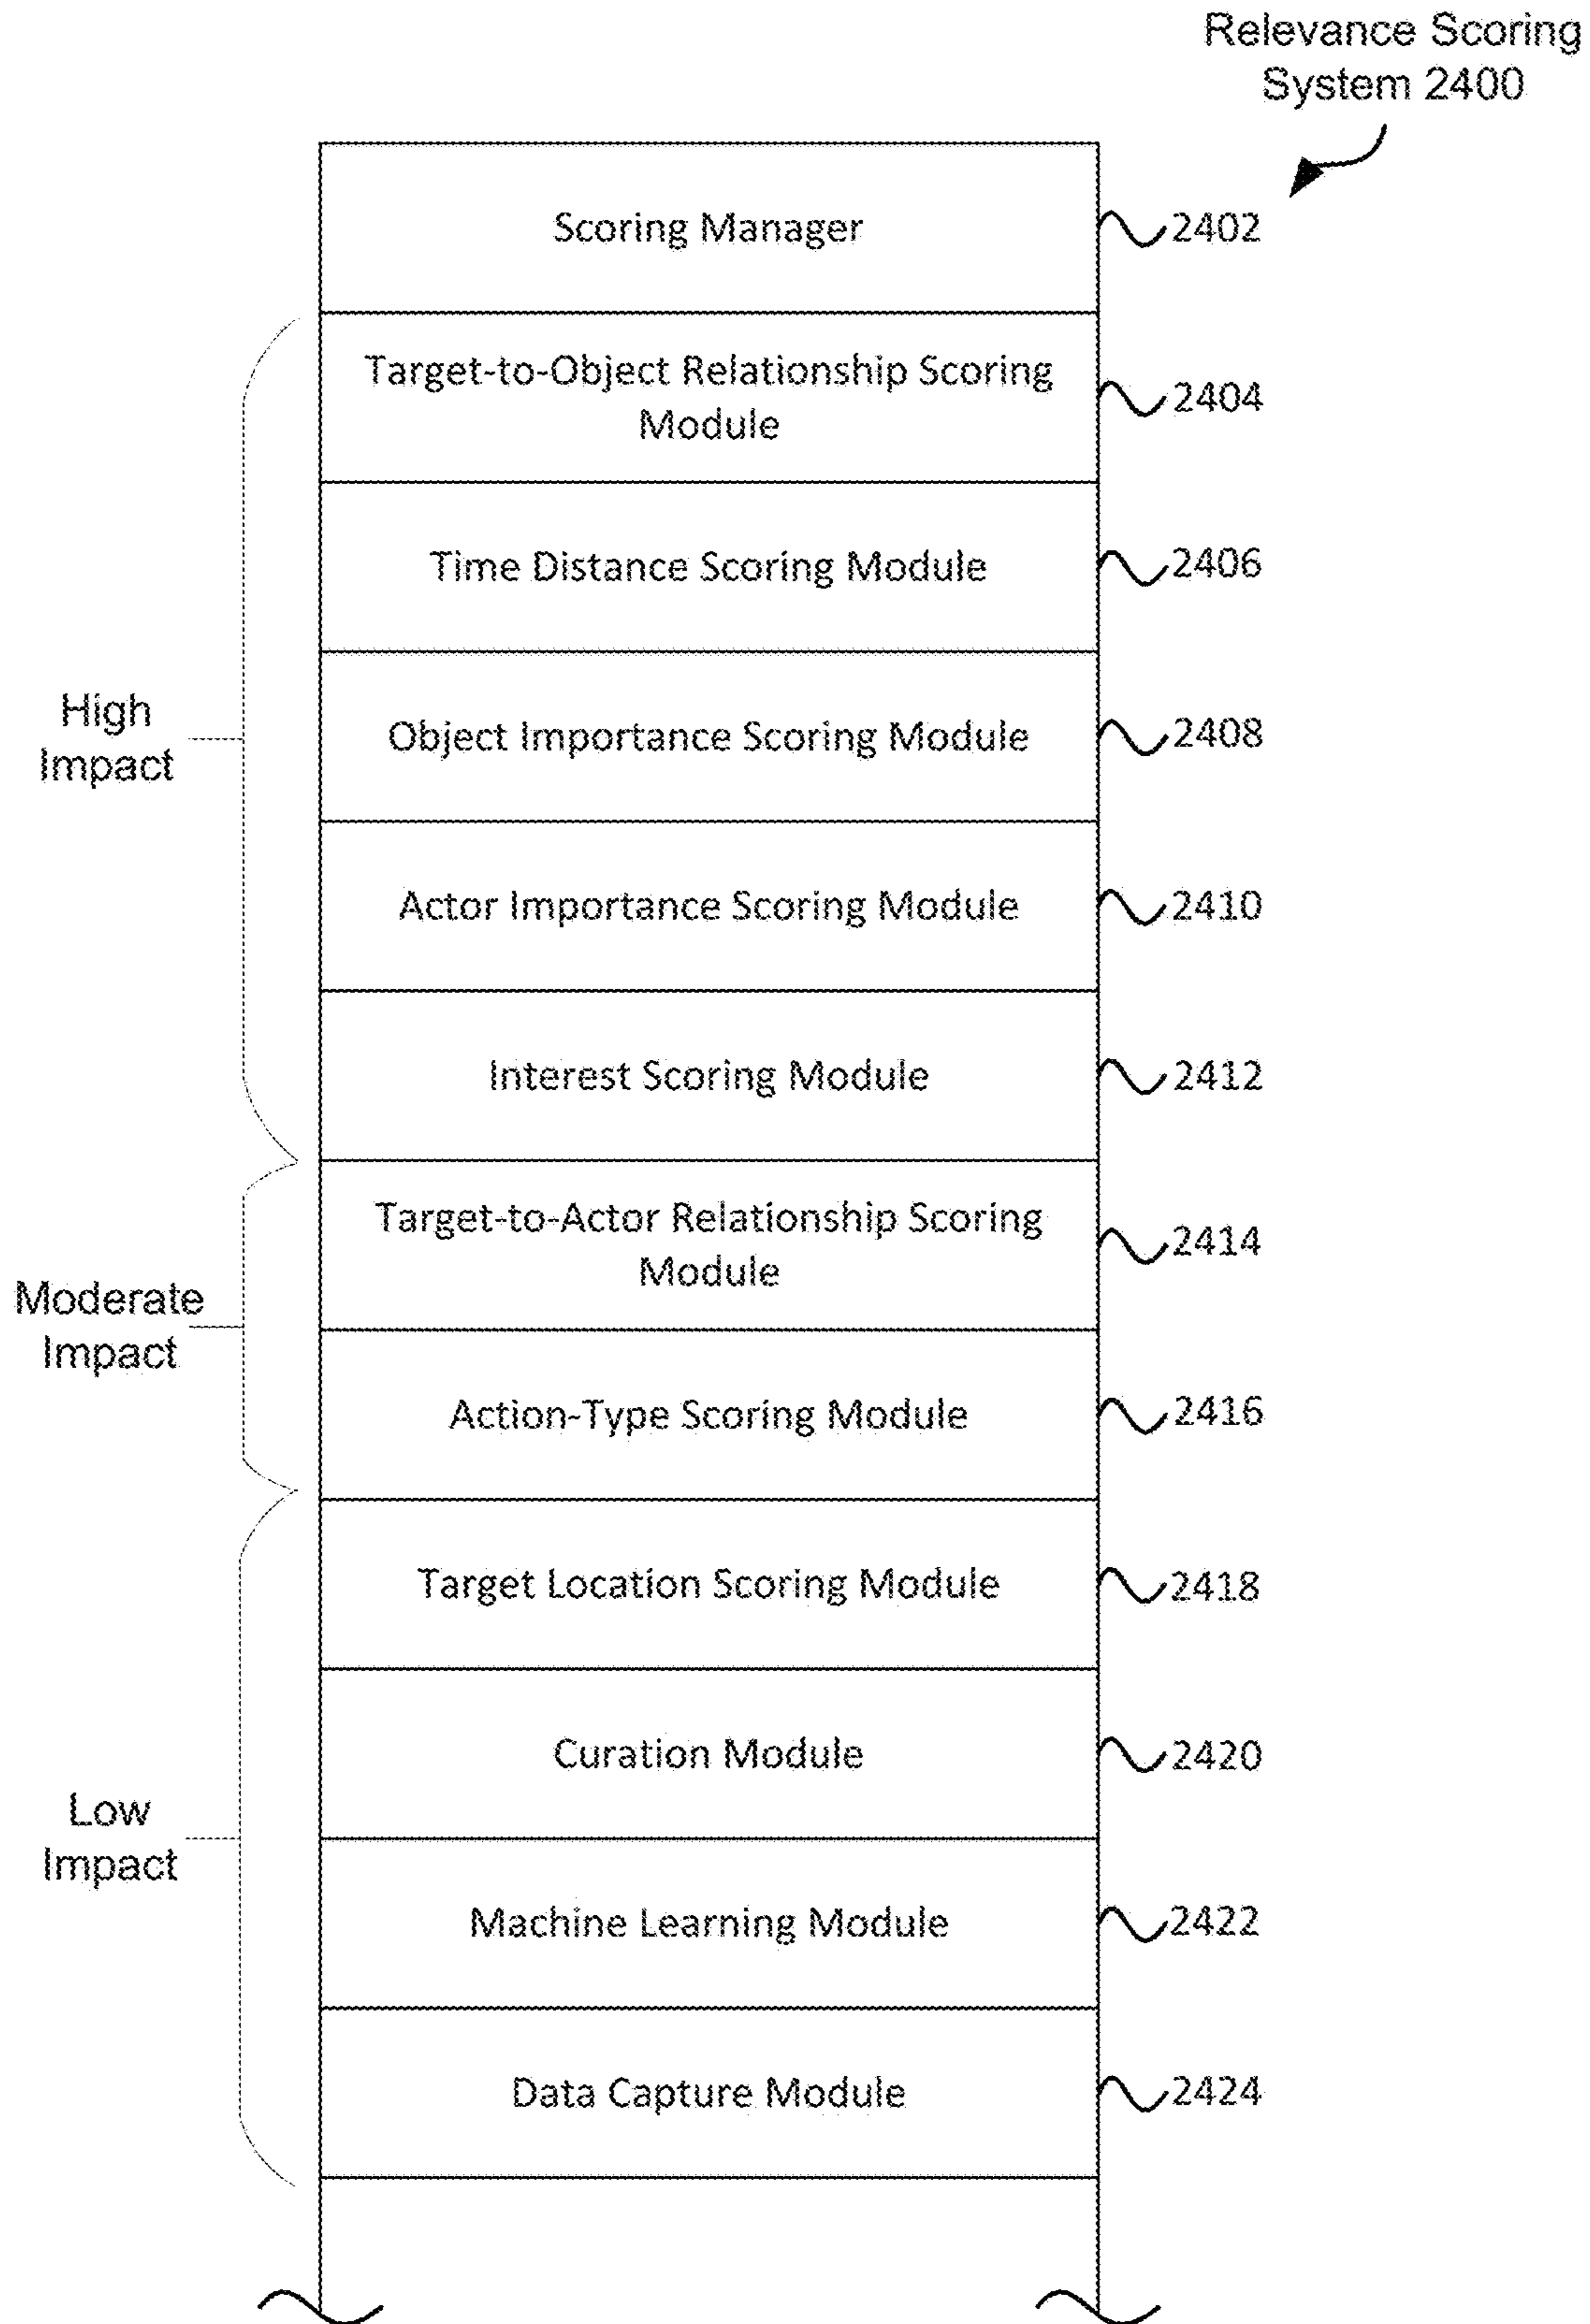 Relevance Scoring
System 2400
Scoring Manager
2402
Target-to-Object Relationship Scoring
Module
2404
Time Distance Scoring Module
2406
High
Impact
Object Importance Scoring Module
2408
Actor Importance Scoring Module
2410
Interest Scoring Module
2412
Target-to-Actor Relationship Scoring
Module
2414
Moderate
Impact
Action-Type Scoring Module
2416
Target Location Scoring Module
2418
Curation Module
2420
Low
Impact
Machine Learning Module
2422
Data Capture Module
2424